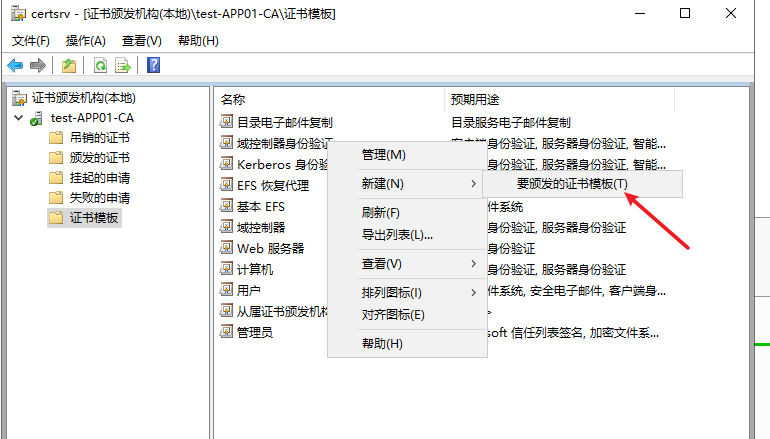 certsrv - [证书颁发机构(本地)\test-APP01-CA\证书模板]
文件(F) 操作(A) 查看(V) 帮助(H)
证书颁发机构(本地)
test-APP01-CA
吊销的证书
颁发的证书
挂起的申请
失败的申请
证书模板
名称 预期用途
目录电子邮件复制 目录服务电子邮件复制
域控制器身份验证 客户端身份验证, 服务器身份验证, 智能...
Kerberos 身份验 身份验证, 服务器身份验证, 智能...
EFS 恢复代理
基本 EFS 件系统
域控制器 身份验证, 服务器身份验证
Web 服务器 身份验证
计算机 身份验证, 服务器身份验证
用户 件系统, 安全电子邮件, 客户端身...
从属证书颁发机构
管理员 soft 信任列表签名, 加密文件系...
管理(M)
新建(N)
要颁发的证书模板(T)
刷新(F)
导出列表(L)...
查看(V)
排列图标(I)
对齐图标(E)
帮助(H)